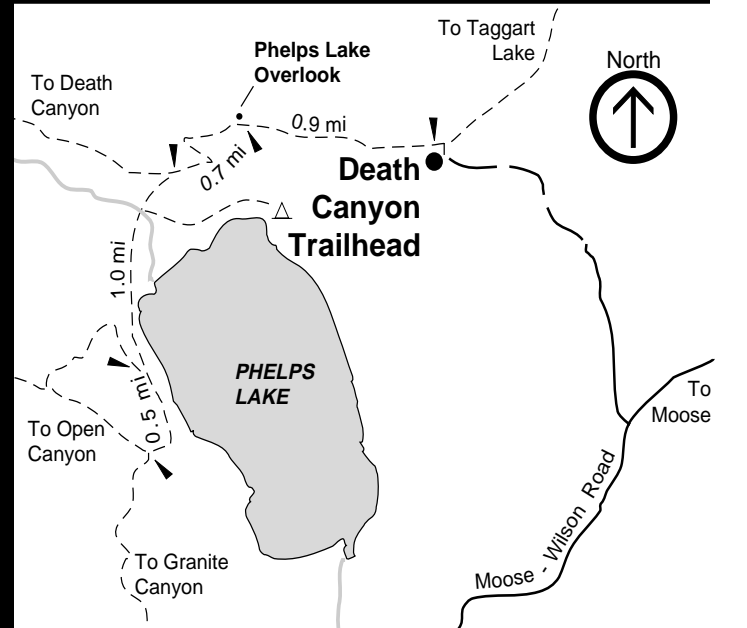 To Taggart
Lake
North
Phelps Lake
Overlook
To Death
Canyon
0.9 mi
0.7 mi
Death
Canyon
Trailhead
1.0 mi
PHELPS
LAKE
0.5 mi
To
Moose
To Open
Canyon
To Granite
Canyon
Moose - Wilson Road